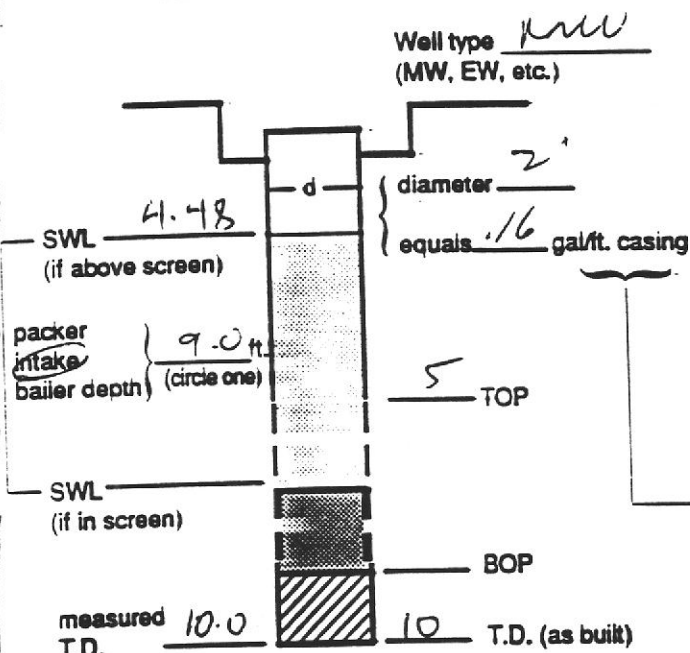 Well type MW
(MW, EW, etc.)
d
diameter 2"
SWL 4.48
(if above screen)
equals .16 gal/ft. casing
packer
intake
bailer depth
9.0 ft.
(circle one)
5 TOP
SWL
(if in screen)
BOP
measured
T.D. 10.0
10 T.D. (as built)